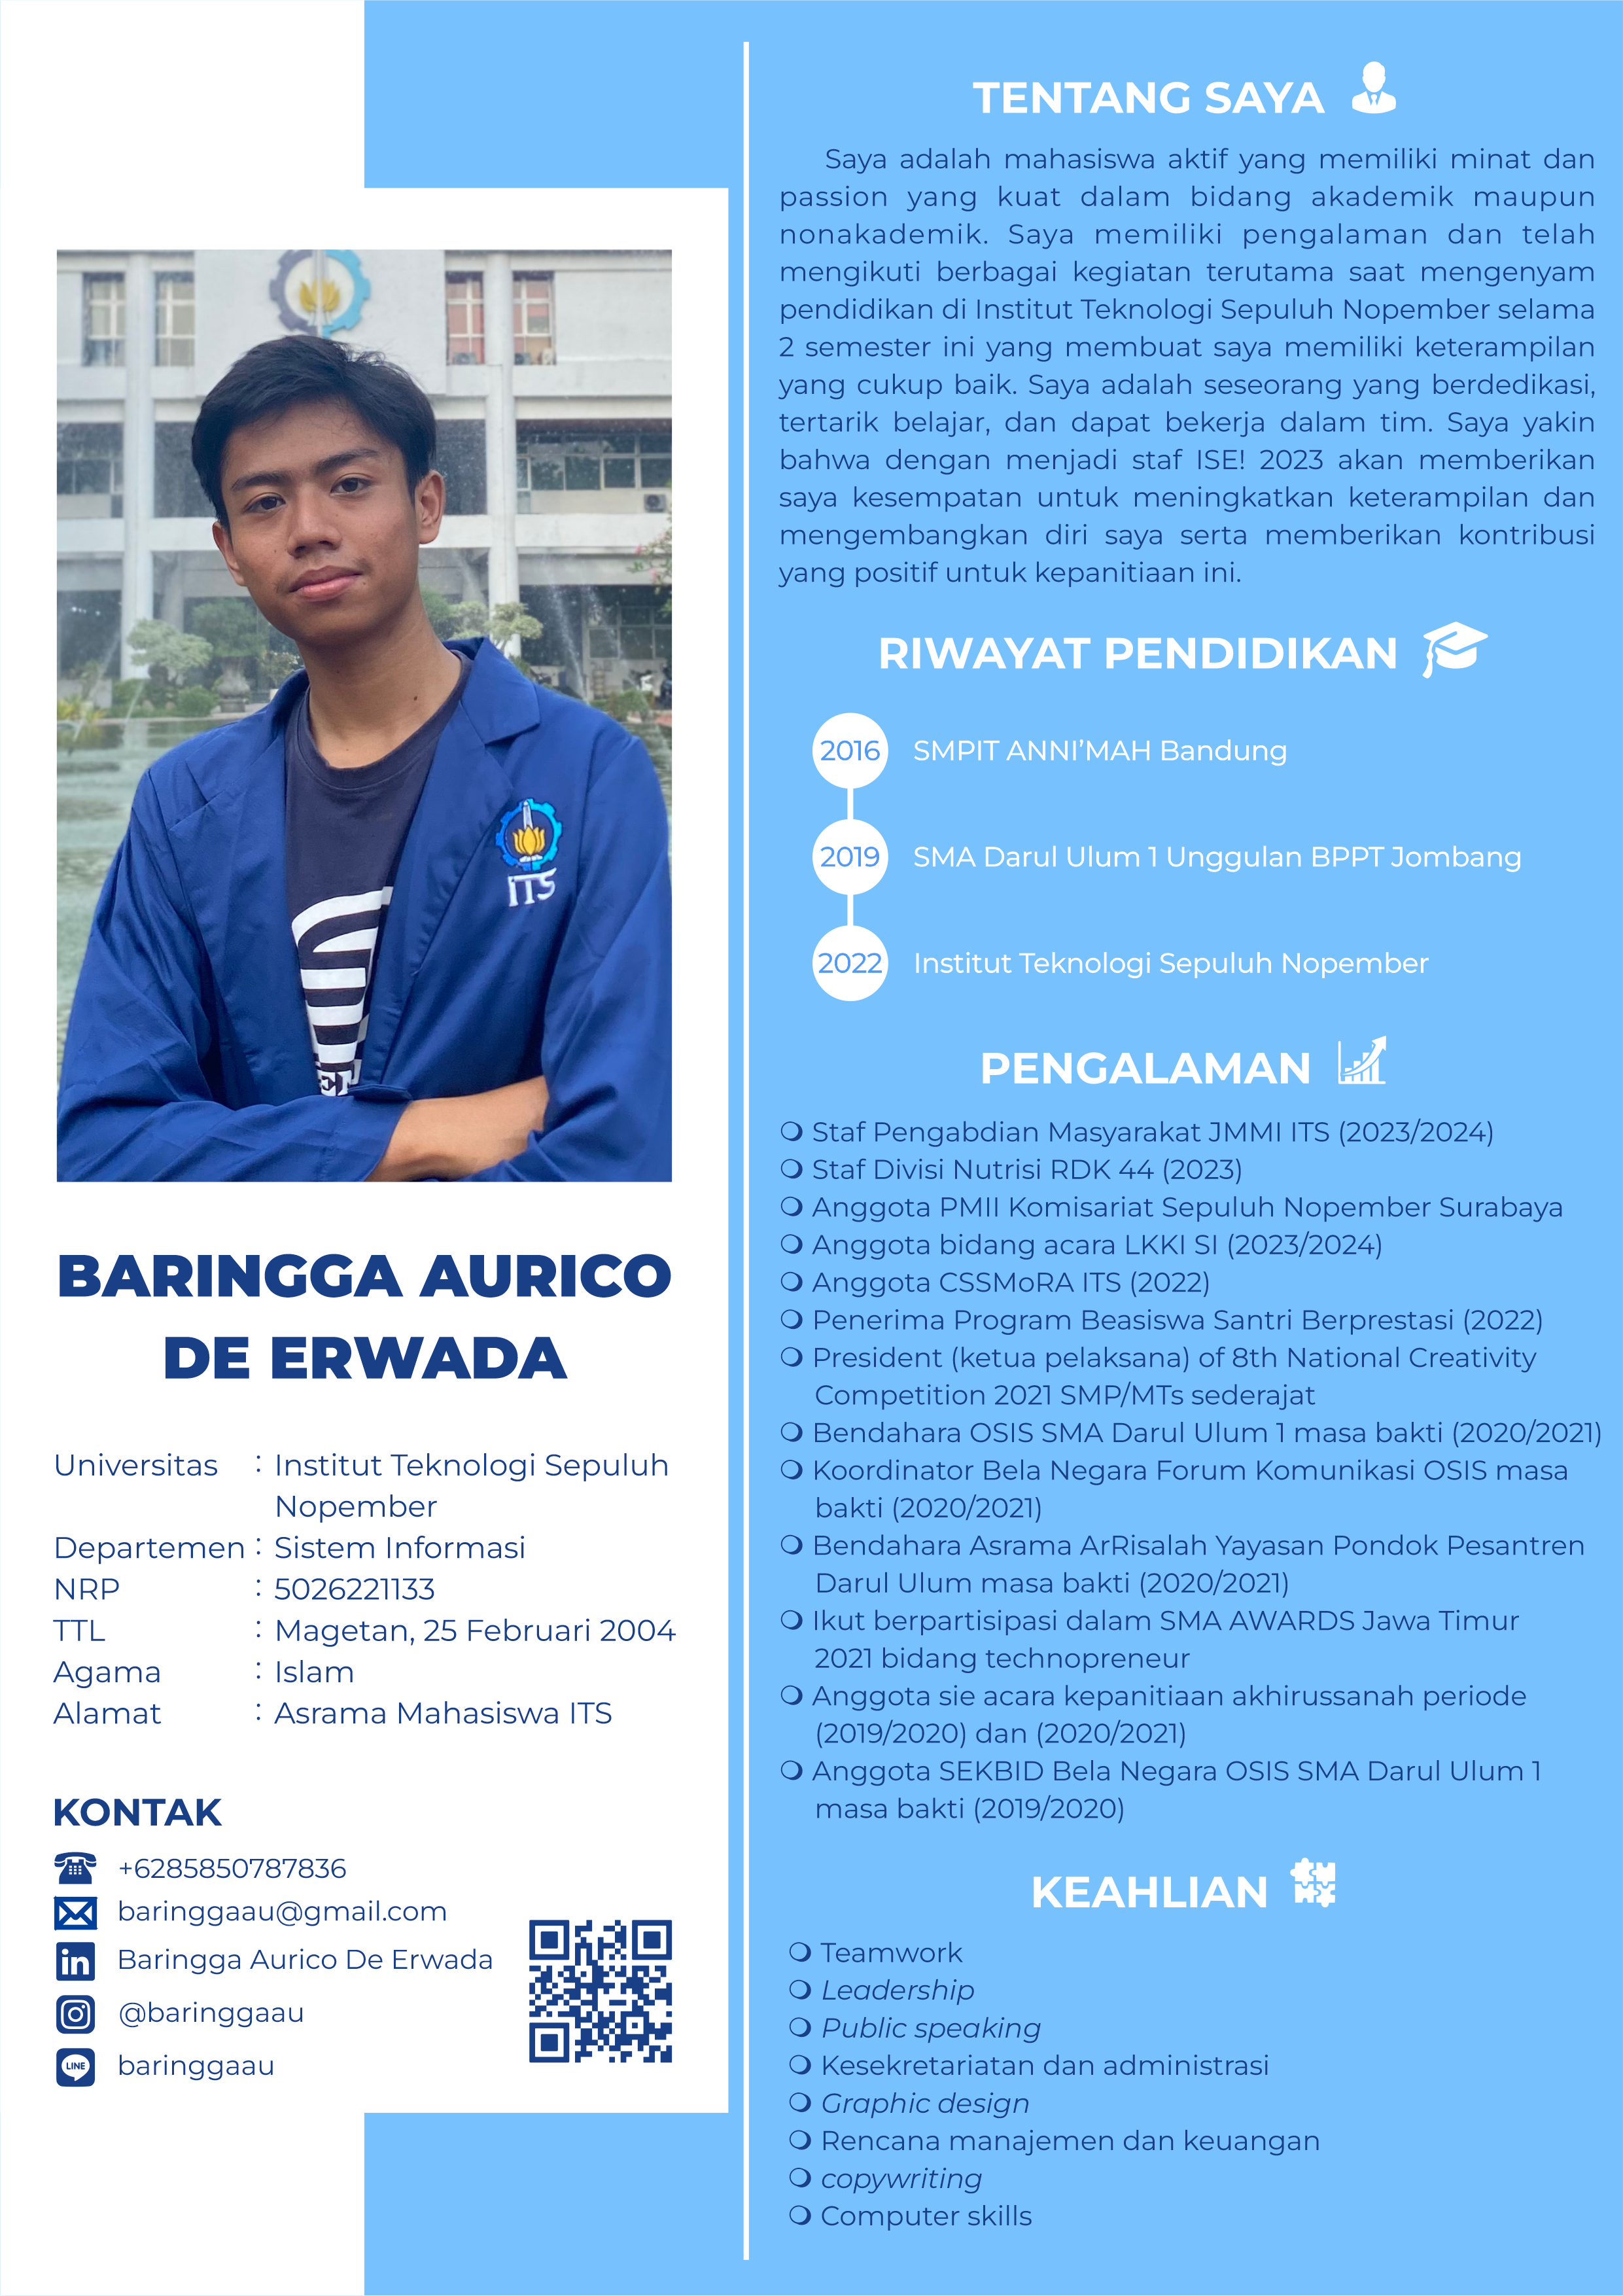 BARINGGA AURICO
DE ERWADA
Universitas : Institut Teknologi Sepuluh
Nopember
Departemen : Sistem Informasi
NRP : 5026221133
TTL : Magetan, 25 Februari 2004
Agama : Islam
Alamat : Asrama Mahasiswa ITS
KONTAK
+6285850787836
baringgaau@gmail.com
Baringga Aurico De Erwada
@baringgaau
LINE
baringgaau
ITS
TENTANG SAYA
Saya adalah mahasiswa aktif yang memiliki minat dan
passion yang kuat dalam bidang akademik maupun
nonakademik. Saya memiliki pengalaman dan telah
mengikuti berbagai kegiatan terutama saat mengenyam
pendidikan di Institut Teknologi Sepuluh Nopember selama
2 semester ini yang membuat saya memiliki keterampilan
yang cukup baik. Saya adalah seseorang yang berdedikasi,
tertarik belajar, dan dapat bekerja dalam tim. Saya yakin
bahwa dengan menjadi staf ISE! 2023 akan memberikan
saya kesempatan untuk meningkatkan keterampilan dan
mengembangkan diri saya serta memberikan kontribusi
yang positif untuk kepanitiaan ini.
RIWAYAT PENDIDIKAN
2016 SMPIT ANNI’MAH Bandung
2019 SMA Darul Ulum 1 Unggulan BPPT Jombang
2022 Institut Teknologi Sepuluh Nopember
PENGALAMAN
❍ Staf Pengabdian Masyarakat JMMI ITS (2023/2024)
❍ Staf Divisi Nutrisi RDK 44 (2023)
❍ Anggota PMII Komisariat Sepuluh Nopember Surabaya
❍ Anggota bidang acara LKKI SI (2023/2024)
❍ Anggota CSSMoRA ITS (2022)
❍ Penerima Program Beasiswa Santri Berprestasi (2022)
❍ President (ketua pelaksana) of 8th National Creativity
Competition 2021 SMP/MTs sederajat
❍ Bendahara OSIS SMA Darul Ulum 1 masa bakti (2020/2021)
❍ Koordinator Bela Negara Forum Komunikasi OSIS masa
bakti (2020/2021)
❍ Bendahara Asrama ArRisalah Yayasan Pondok Pesantren
Darul Ulum masa bakti (2020/2021)
❍ Ikut berpartisipasi dalam SMA AWARDS Jawa Timur
2021 bidang technopreneur
❍ Anggota sie acara kepanitiaan akhirussanah periode
(2019/2020) dan (2020/2021)
❍ Anggota SEKBID Bela Negara OSIS SMA Darul Ulum 1
masa bakti (2019/2020)
KEAHLIAN
❍ Teamwork
❍ Leadership
❍ Public speaking
❍ Kesekretariatan dan administrasi
❍ Graphic design
❍ Rencana manajemen dan keuangan
❍ copywriting
❍ Computer skills